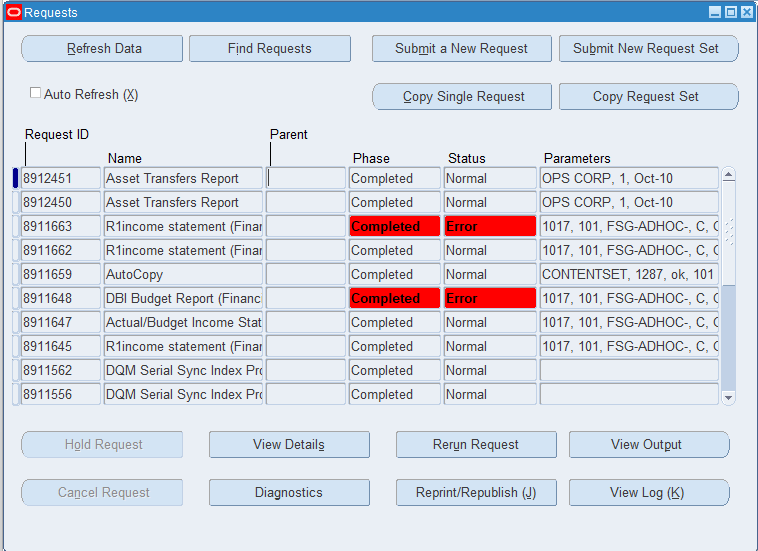 Requests
Refresh Data Find Requests Submit a New Request Submit New Request Set
Auto Refresh (X) Copy Single Request Copy Request Set
Request ID Parent
Name Phase Status Parameters
8912451 Asset Transfers Report Completed Normal OPS CORP, 1, Oct-10
8912450 Asset Transfers Report Completed Normal OPS CORP, 1, Oct-10
8911663 R1income statement (Finar Completed Error 1017, 101, FSG-ADHOC-, C, C
8911662 R1income statement (Finar Completed Normal 1017, 101, FSG-ADHOC-, C, C
8911659 AutoCopy Completed Normal CONTENTSET, 1287, ok, 101
8911648 DBI Budget Report (Financi Completed Error 1017, 101, FSG-ADHOC-, C, C
8911647 Actual/Budget Income Stat Completed Normal 1017, 101, FSG-ADHOC-, C, C
8911645 R1income statement (Finar Completed Normal 1017, 101, FSG-ADHOC-, C, C
8911562 DQM Serial Sync Index Pro Completed Normal
8911556 DQM Serial Sync Index Pro Completed Normal
Hold Request View Details Rerun Request View Output
Cancel Request Diagnostics Reprint/Republish (J) View Log (K)